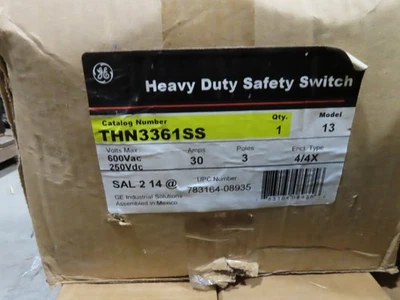 GE
Heavy Duty Safety Switch
Catalog Number Qty. Model
THN3361SS 1 13
Volts Max Amps Poles Encl. Type
600Vac 30 3 4/4X
250Vdc
SAL 2 14 @ UPC Number
783164-08935
GE Industrial Solutions
Assembled in Mexico